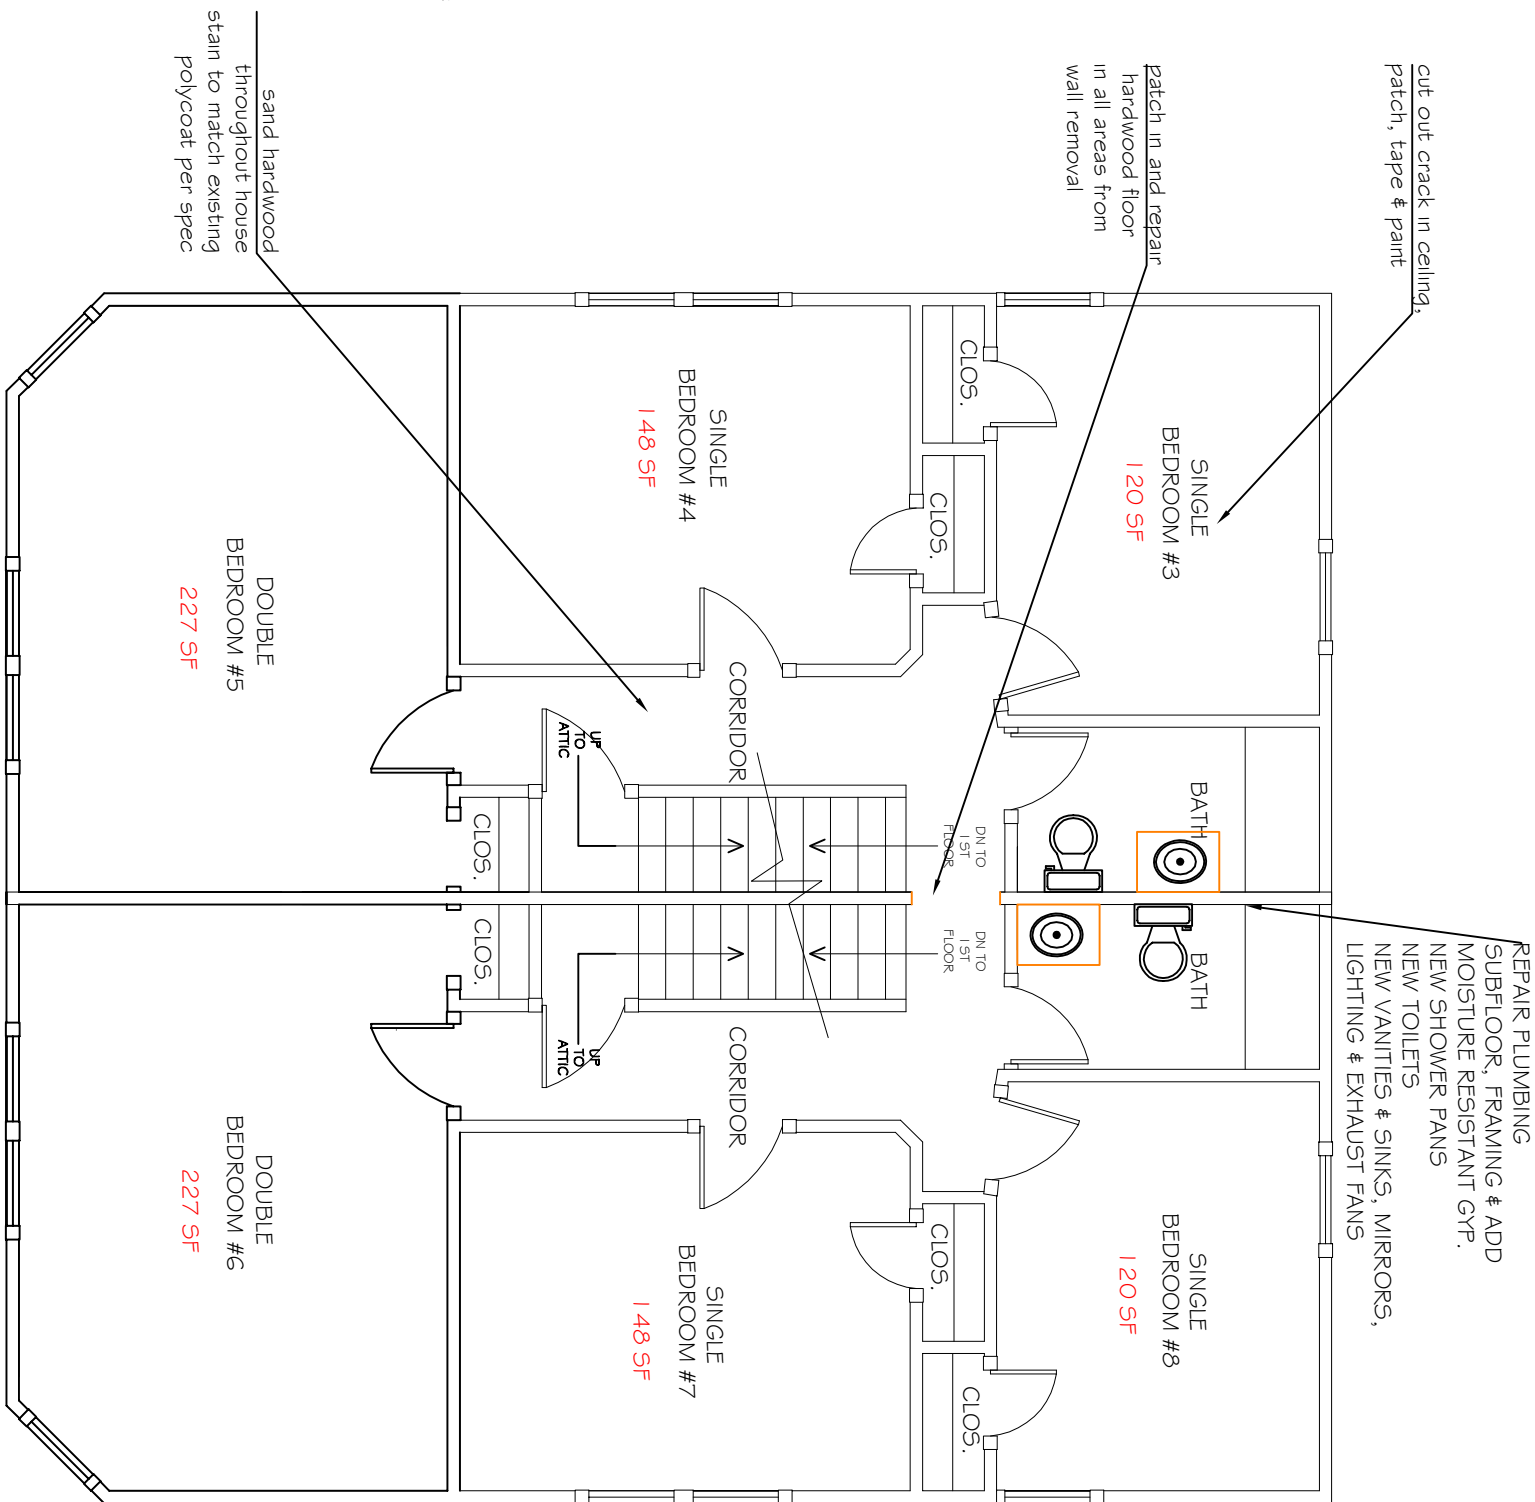 cut out crack in ceiling,
patch, tape & paint
patch in and repair
hardwood floor
in all areas from
wall removal
sand hardwood
throughout house
stain to match existing
polycoat per spec
REPAIR PLUMBING
SUBFLOOR, FRAMING & ADD
MOISTURE RESISTANT GYP.
NEW SHOWER PANS
NEW TOILETS
NEW VANITIES & SINKS, MIRRORS,
LIGHTING & EXHAUST FANS
SINGLE
BEDROOM #3
120 SF
CLOS.
CLOS.
SINGLE
BEDROOM #4
148 SF
DOUBLE
BEDROOM #5
227 SF
BATH
CORRIDOR
DN TO
1ST
FLOOR
UP
TO
ATTIC
CLOS.
BATH
DN TO
1ST
FLOOR
CORRIDOR
UP
TO
ATTIC
CLOS.
SINGLE
BEDROOM #8
120 SF
CLOS.
CLOS.
SINGLE
BEDROOM #7
148 SF
DOUBLE
BEDROOM #6
227 SF